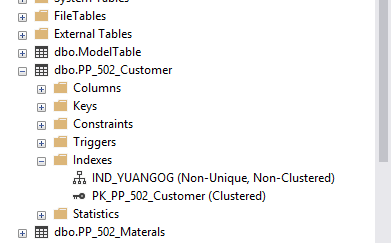 FileTables
External Tables
dbo.ModelTable
dbo.PP_502_Customer
Columns
Keys
Constraints
Triggers
Indexes
IND_YUANGOG (Non-Unique, Non-Clustered)
PK_PP_502_Customer (Clustered)
Statistics
dbo.PP_502_Materals